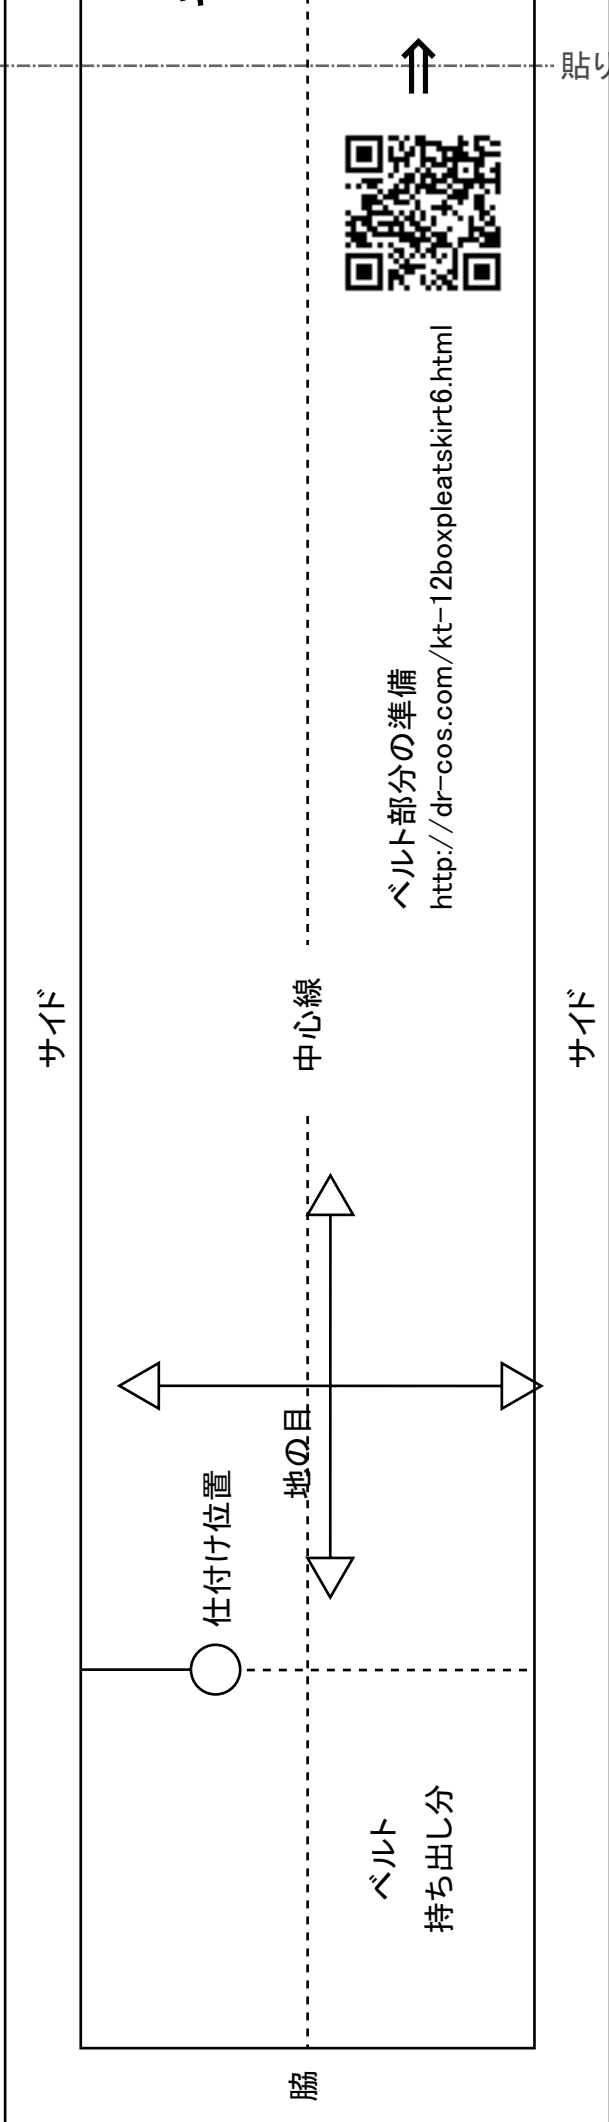 貼り
ベルト部分の準備
http://dr-cos.com/kt-12boxpleatskirt6.html
サイド
中心線
サイド
地の目
仕付け位置
ベルト
持ち出し分
脇